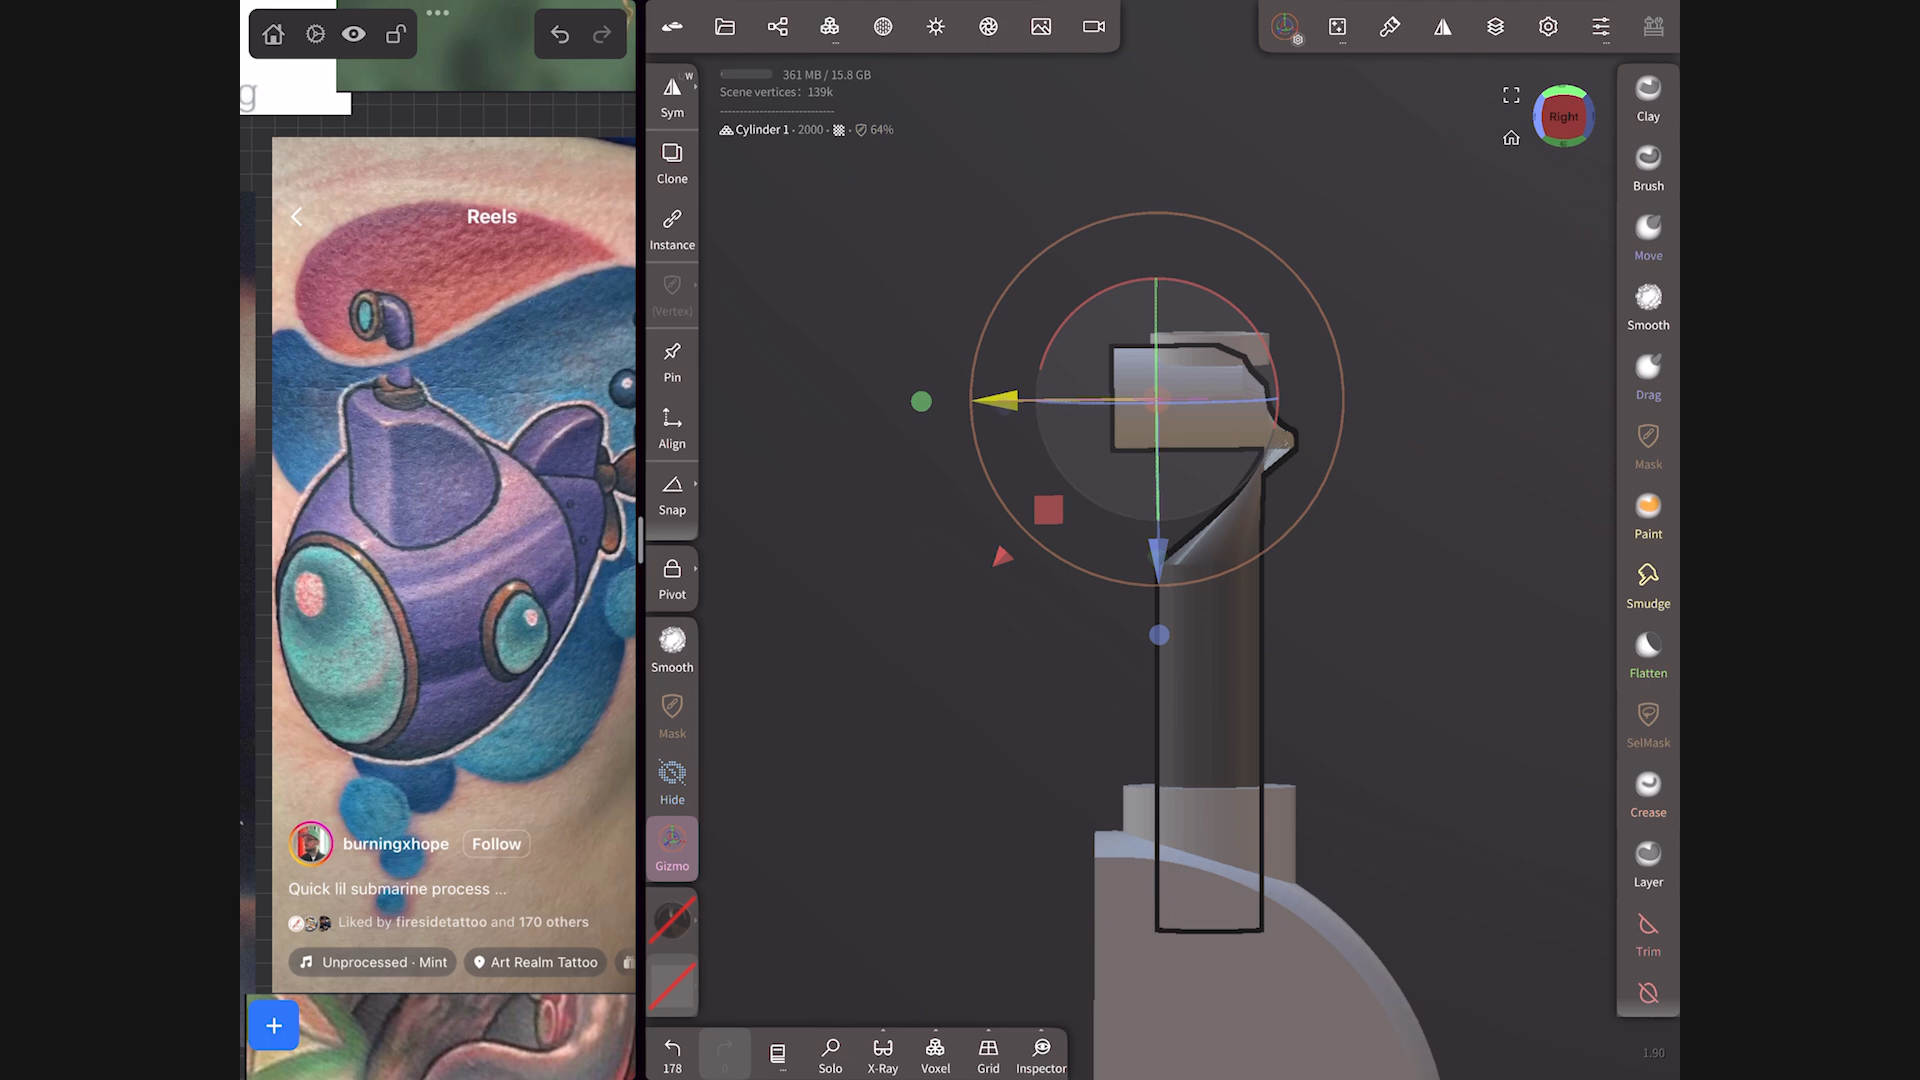 g
Reels
burningxhope
Follow
Quick lil submarine process ...
Liked by firesidetattoo and 170 others
Unprocessed · Mint
Art Realm Tattoo
361 MB / 15.8 GB
Scene vertices: 139k
Cylinder 1 · 2000 · 64%
W
Sym
Clone
Instance
(Vertex)
Pin
Align
Snap
Pivot
Smooth
Mask
Hide
Gizmo
178
0
Solo
X-Ray
Voxel
Grid
Inspector
Right
Clay
Brush
Move
Smooth
Drag
Mask
Paint
Smudge
Flatten
SelMask
Crease
Layer
Trim
1.90